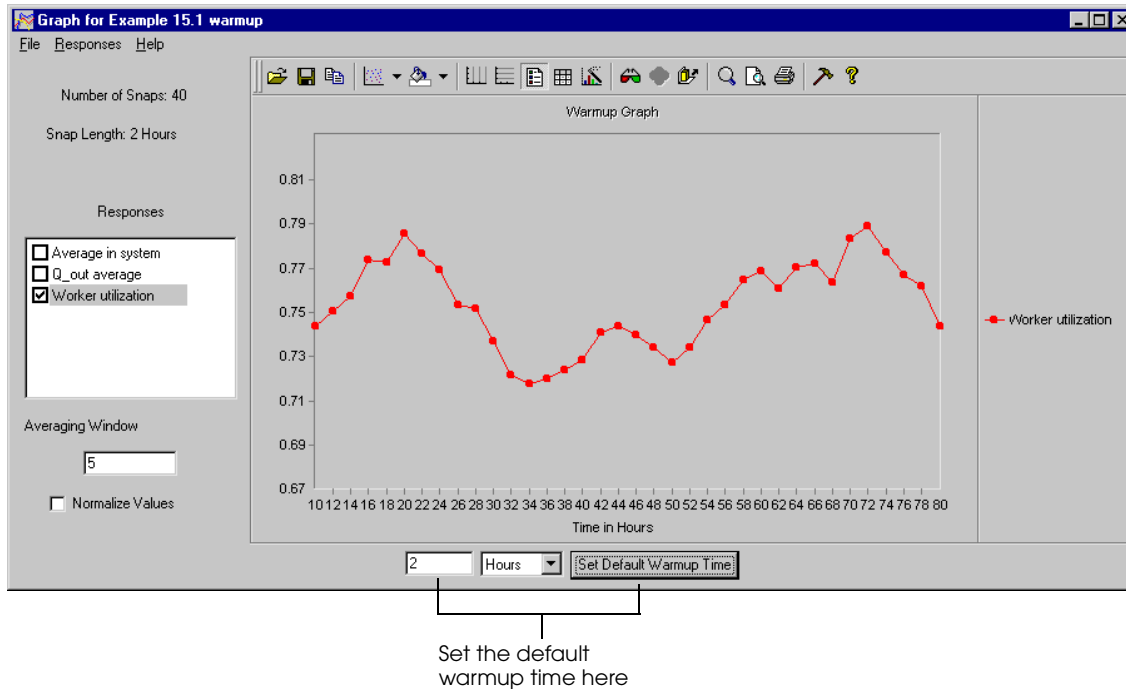 Graph for Example 15.1 warmup
File Responses Help
Number of Snaps: 40
Snap Length: 2 Hours
Responses
Average in system
Q_out average
Worker utilization
Averaging Window
5
Normalize Values
Warmup Graph
0.81
0.79
0.77
0.75
0.73
0.71
0.69
0.67
10 12 14 16 18 20 22 24 26 28 30 32 34 36 38 40 42 44 46 48 50 52 54 56 58 60 62 64 66 68 70 72 74 76 78 80
Time in Hours
Worker utilization
2 Hours Set Default Warmup Time
Set the default
warmup time here